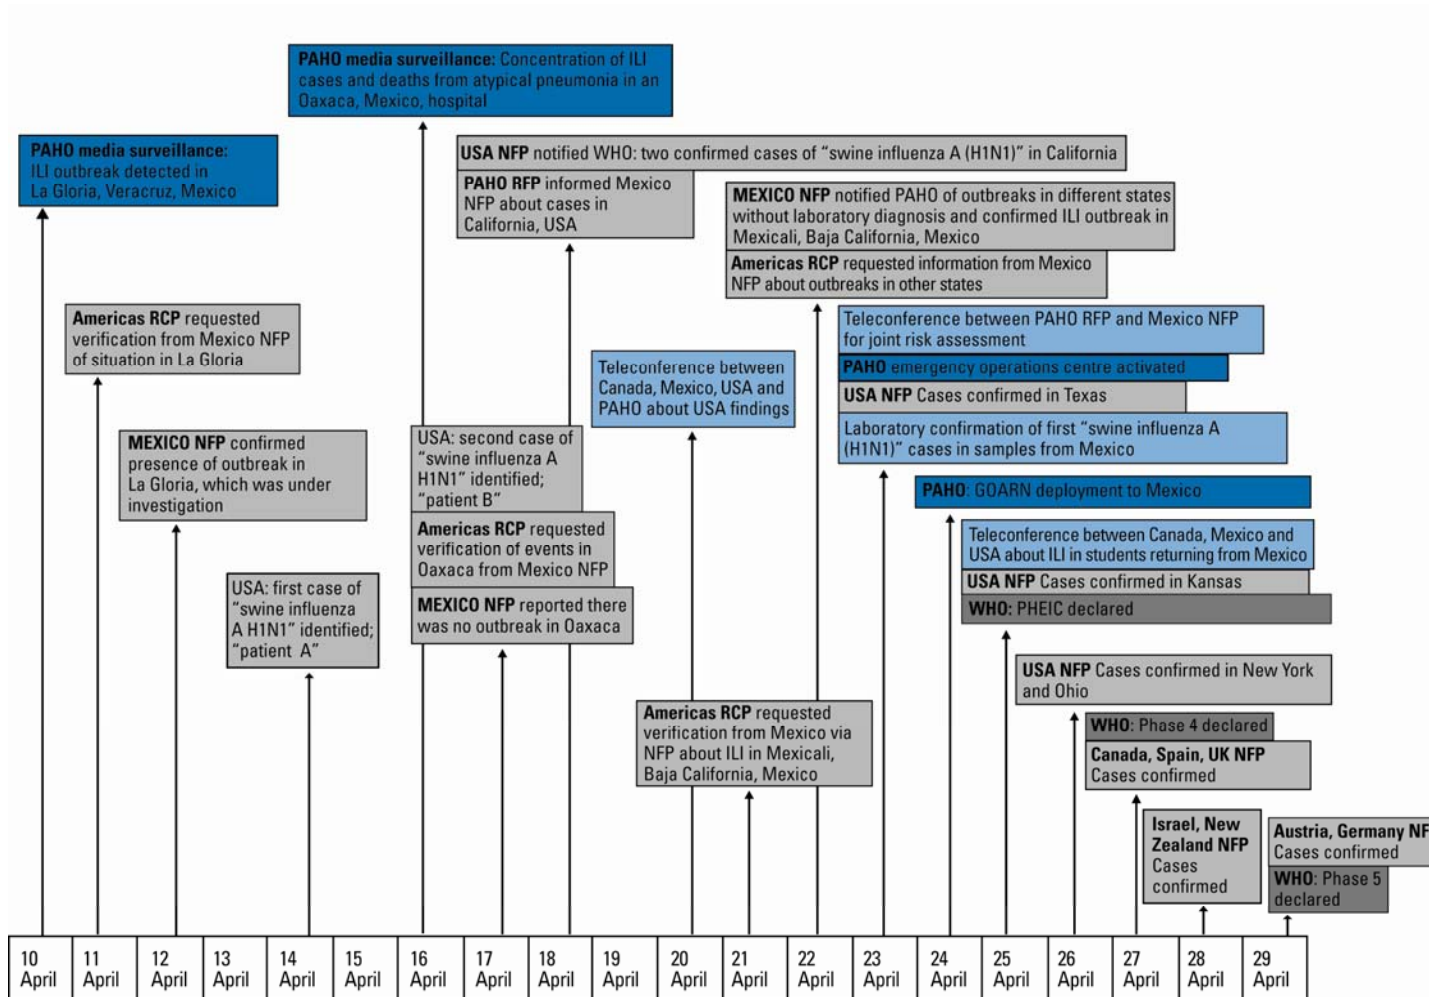 PAHO media surveillance: Concentration of ILI
cases and deaths from atypical pneumonia in an
Oaxaca, Mexico, hospital
PAHO media surveillance:
ILI outbreak detected in
La Gloria, Veracruz, Mexico
USA NFP notified WHO: two confirmed cases of “swine influenza A (H1N1)” in California
PAHO RFP informed Mexico
NFP about cases in
California, USA
MEXICO NFP notified PAHO of outbreaks in different states
without laboratory diagnosis and confirmed ILI outbreak in
Mexicali, Baja California, Mexico
Americas RCP requested information from Mexico
NFP about outbreaks in other states
Americas RCP requested
verification from Mexico NFP
of situation in La Gloria
Teleconference between PAHO RFP and Mexico NFP
for joint risk assessment
Teleconference between
Canada, Mexico, USA and
PAHO about USA findings
PAHO emergency operations centre activated
USA NFP Cases confirmed in Texas
Laboratory confirmation of first “swine influenza A
(H1N1)” cases in samples from Mexico
MEXICO NFP confirmed
presence of outbreak in
La Gloria, which was under
investigation
USA: second case of
“swine influenza A
H1N1” identified;
“patient B”
PAHO: GOARN deployment to Mexico
Americas RCP requested
verification of events in
Oaxaca from Mexico NFP
Teleconference between Canada, Mexico and
USA about ILI in students returning from Mexico
USA NFP Cases confirmed in Kansas
WHO: PHEIC declared
USA: first case of
“swine influenza
A H1N1” identified;
“patient A”
MEXICO NFP reported there
was no outbreak in Oaxaca
USA NFP Cases confirmed in New York
and Ohio
Americas RCP requested
verification from Mexico via
NFP about ILI in Mexicali,
Baja California, Mexico
WHO: Phase 4 declared
Canada, Spain, UK NFP
Cases confirmed
Israel, New
Zealand NFP
Cases
confirmed
Austria, Germany NF
Cases confirmed
WHO: Phase 5
declared
10
April
11
April
12
April
13
April
14
April
15
April
16
April
17
April
18
April
19
April
20
April
21
April
22
April
23
April
24
April
25
April
26
April
27
April
28
April
29
April